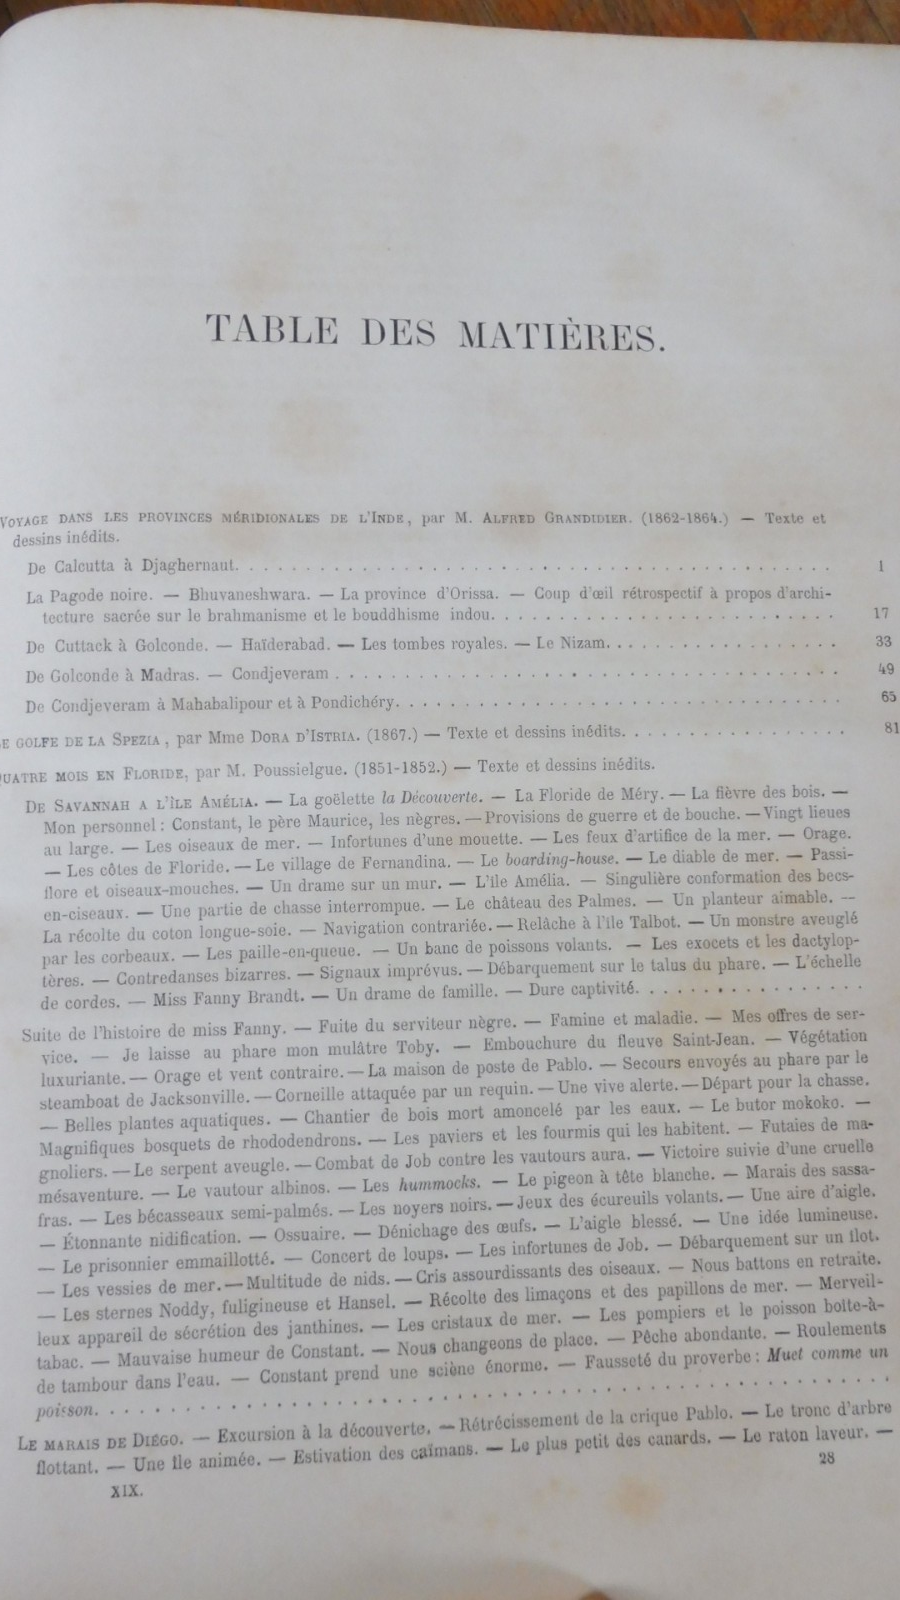 TABLE DES MATIÈRES.
VOYAGE DANS LES PROVINCES MÉRIDIONALES DE L'INDE, par M. ALFRED GRANDIDIER. (1862-1864.) — Texte et
dessins inédits.
De Calcutta à Djaghernaut. . . . . . . . . . . . . . . . . . . . . . . . . . . . . . . . . . . . . . 1
La Pagode noire. — Bhuvaneshwara. — La province d'Orissa. — Coup d'œil rétrospectif à propos d'archi-
tecture sacrée sur le brahmanisme et le bouddhisme indou. . . . . . . . . . . . . . . . . . . . . 17
De Cuttack à Golconde. — Haïderabad. — Les tombes royales. — Le Nizam. . . . . . . . . . . . . . . 33
De Golconde à Madras. — Condjeveram . . . . . . . . . . . . . . . . . . . . . . . . . . . . . . . 49
De Condjeveram à Mahabalipour et à Pondichéry. . . . . . . . . . . . . . . . . . . . . . . . . . . 65
E GOLFE DE LA SPEZIA, par Mme DORA D'ISTRIA. (1867.) — Texte et dessins inédits. . . . . . . . . . . . . . 81
QUATRE MOIS EN FLORIDE, par M. Poussielgue. (1851-1852.) — Texte et dessins inédits.
DE SAVANNAH A L'ÎLE AMÉLIA. — La goëlette la Découverte. — La Floride de Méry. — La fièvre des bois. —
Mon personnel : Constant, le père Maurice, les nègres. — Provisions de guerre et de bouche. — Vingt lieues
au large. — Les oiseaux de mer. — Infortunes d'une mouette. — Les feux d'artifice de la mer. — Orage.
— Les côtes de Floride. — Le village de Fernandina. — Le boarding-house. — Le diable de mer. — Passi-
flore et oiseaux-mouches. — Un drame sur un mur. — L'île Amélia. — Singulière conformation des becs-
en-ciseaux. — Une partie de chasse interrompue. — Le château des Palmes. — Un planteur aimable. —
La récolte du coton longue-soie. — Navigation contrariée. — Relâche à l'île Talbot. — Un monstre aveuglé
par les corbeaux. — Les paille-en-queue. — Un banc de poissons volants. — Les exocets et les dactylop-
tères. — Contredanses bizarres. — Signaux imprévus. — Débarquement sur le talus du phare. — L'échelle
de cordes. — Miss Fanny Brandt. — Un drame de famille. — Dure captivité. . . . . . . . . . . . . . .
Suite de l'histoire de miss Fanny. — Fuite du serviteur nègre. — Famine et maladie. — Mes offres de ser-
vice. — Je laisse au phare mon mulâtre Toby. — Embouchure du fleuve Saint-Jean. — Végétation
luxuriante. — Orage et vent contraire. — La maison de poste de Pablo. — Secours envoyés au phare par le
steamboat de Jacksonville. — Corneille attaquée par un requin. — Une vive alerte. — Départ pour la chasse.
— Belles plantes aquatiques. — Chantier de bois mort amoncelé par les eaux. — Le butor mokoko. —
Magnifiques bosquets de rhododendrons. — Les paviers et les fourmis qui les habitent. — Futaies de ma-
gnoliers. — Le serpent aveugle. — Combat de Job contre les vautours aura. — Victoire suivie d'une cruelle
mésaventure. — Le vautour albinos. — Les hummocks. — Le pigeon à tête blanche. — Marais des sassa-
fras. — Les bécasseaux semi-palmés. — Les noyers noirs. — Jeux des écureuils volants. — Une aire d'aigle.
— Étonnante nidification. — Ossuaire. — Dénichage des œufs. — L'aigle blessé. — Une idée lumineuse.
— Le prisonnier emmaillotté. — Concert de loups. — Les infortunes de Job. — Débarquement sur un îlot.
— Les vessies de mer. — Multitude de nids. — Cris assourdissants des oiseaux. — Nous battons en retraite.
— Les sternes Noddy, fuligineuse et Hansel. — Récolte des limaçons et des papillons de mer. — Merveil-
leux appareil de sécrétion des janthines. — Les cristaux de mer. — Les pompiers et le poisson boîte-à-
tabac. — Mauvaise humeur de Constant. — Nous changeons de place. — Pêche abondante. — Roulements
de tambour dans l'eau. — Constant prend une sciène énorme. — Fausseté du proverbe : Muet comme un
poisson. . . . . . . . . . . . . . . . . . . . . . . . . . . . . . . . . . . . . . . . . . . . . .
LE MARAIS DE DIÉGO. — Excursion à la découverte. — Rétrécissement de la crique Pablo. — Le tronc d'arbre
flottant. — Une île animée. — Estivation des caïmans. — Le plus petit des canards. — Le raton laveur. —
XIX. 28